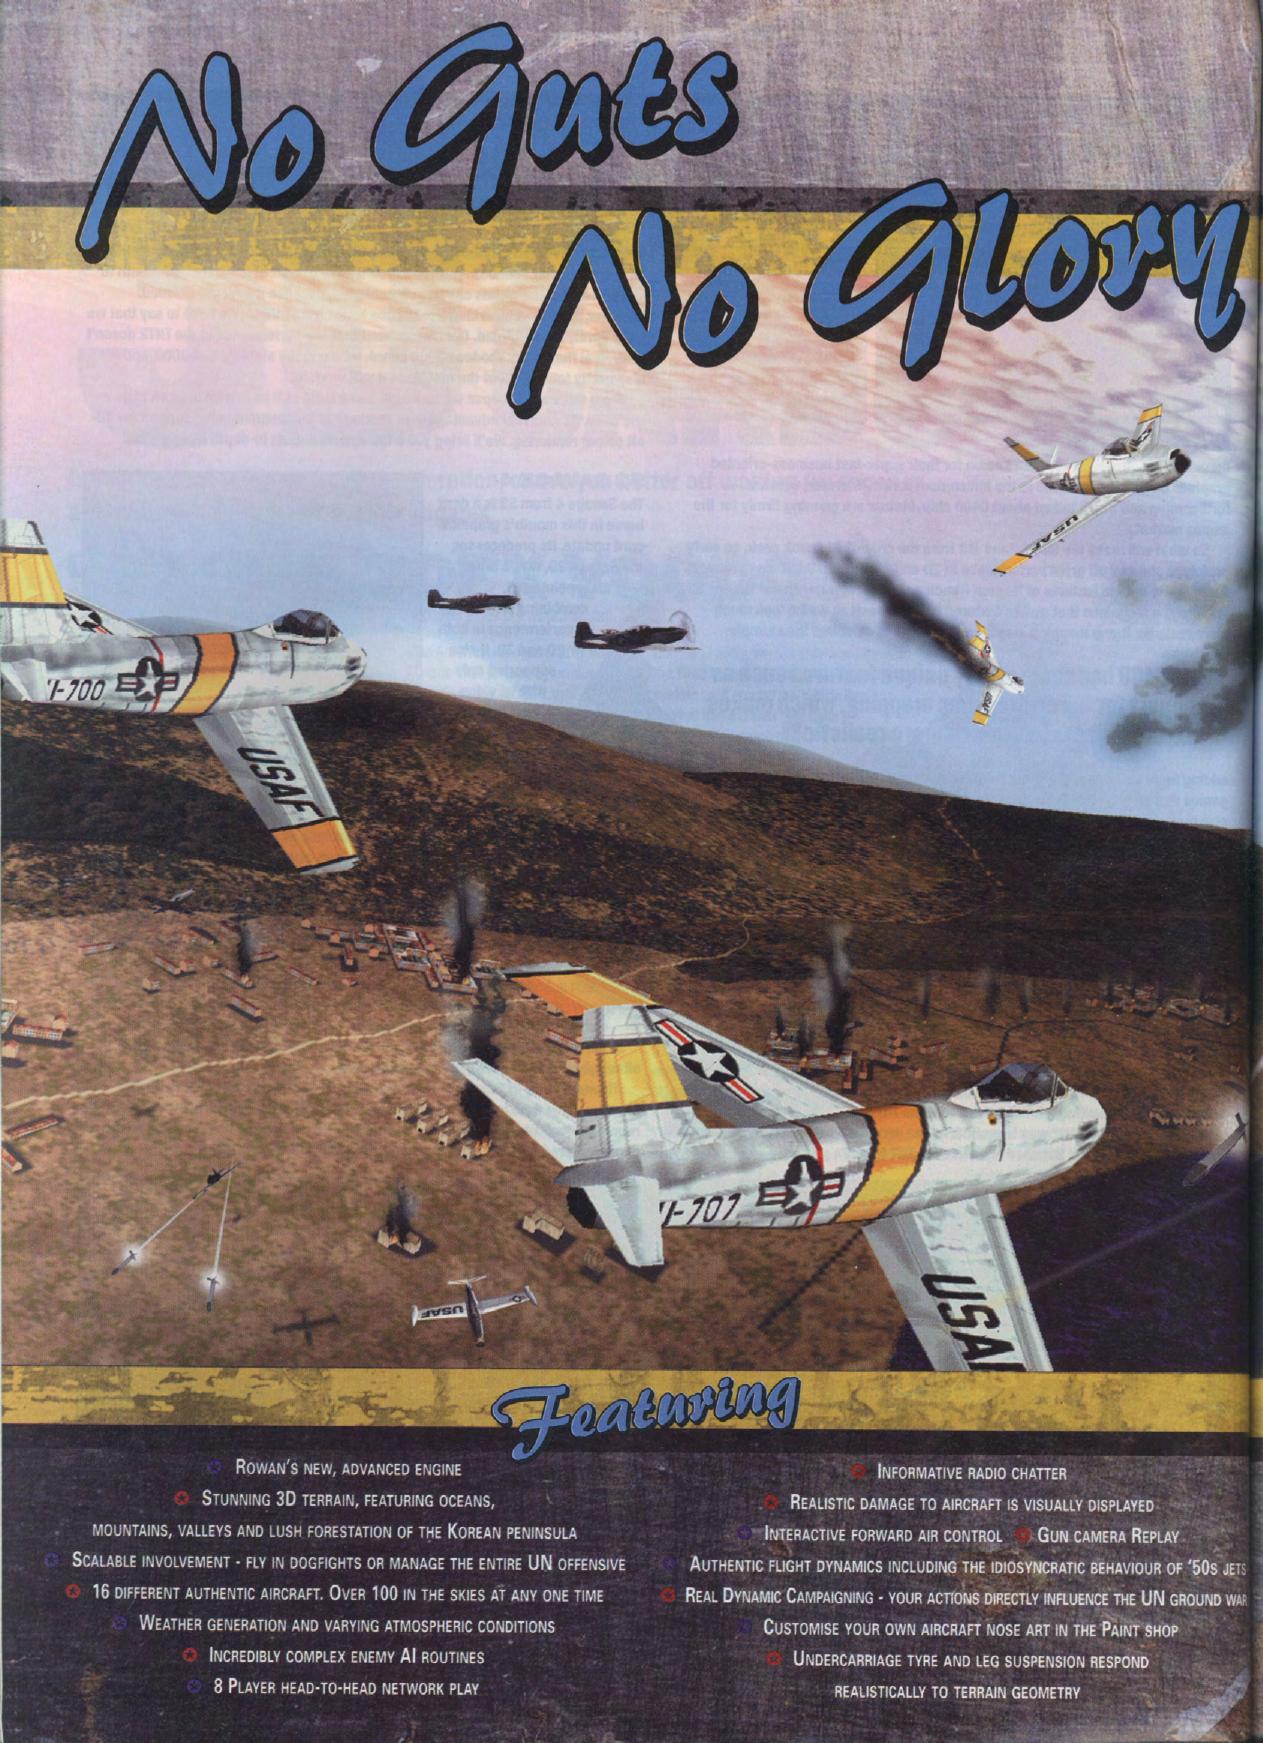 No Guts
No Glory
U-700
USAF
USAF
USAF
USAF
U-707
USAF
USAF
Featuring
ROWAN'S NEW, ADVANCED ENGINE
STUNNING 3D TERRAIN, FEATURING OCEANS,
MOUNTAINS, VALLEYS AND LUSH FORESTATION OF THE KOREAN PENINSULA
SCALABLE INVOLVEMENT - FLY IN DOGFIGHTS OR MANAGE THE ENTIRE UN OFFENSIVE
16 DIFFERENT AUTHENTIC AIRCRAFT. OVER 100 IN THE SKIES AT ANY ONE TIME
WEATHER GENERATION AND VARYING ATMOSPHERIC CONDITIONS
INCREDIBLY COMPLEX ENEMY AI ROUTINES
8 PLAYER HEAD-TO-HEAD NETWORK PLAY
INFORMATIVE RADIO CHATTER
REALISTIC DAMAGE TO AIRCRAFT IS VISUALLY DISPLAYED
INTERACTIVE FORWARD AIR CONTROL GUN CAMERA REPLAY
AUTHENTIC FLIGHT DYNAMICS INCLUDING THE IDIOSYNCRATIC BEHAVIOUR OF '50S JETS
REAL DYNAMIC CAMPAIGNING - YOUR ACTIONS DIRECTLY INFLUENCE THE UN GROUND WAR
CUSTOMISE YOUR OWN AIRCRAFT NOSE ART IN THE PAINT SHOP
UNDERCARRIAGE TYRE AND LEG SUSPENSION RESPOND
REALISTICALLY TO TERRAIN GEOMETRY